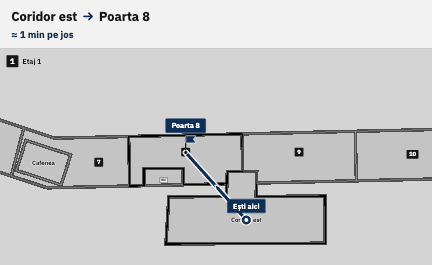 Coridor est → Poarta 8
≈ 1 min pe jos
1 Etaj 1
Poarta 8
7
9
10
Cafenea
Ești aici
est